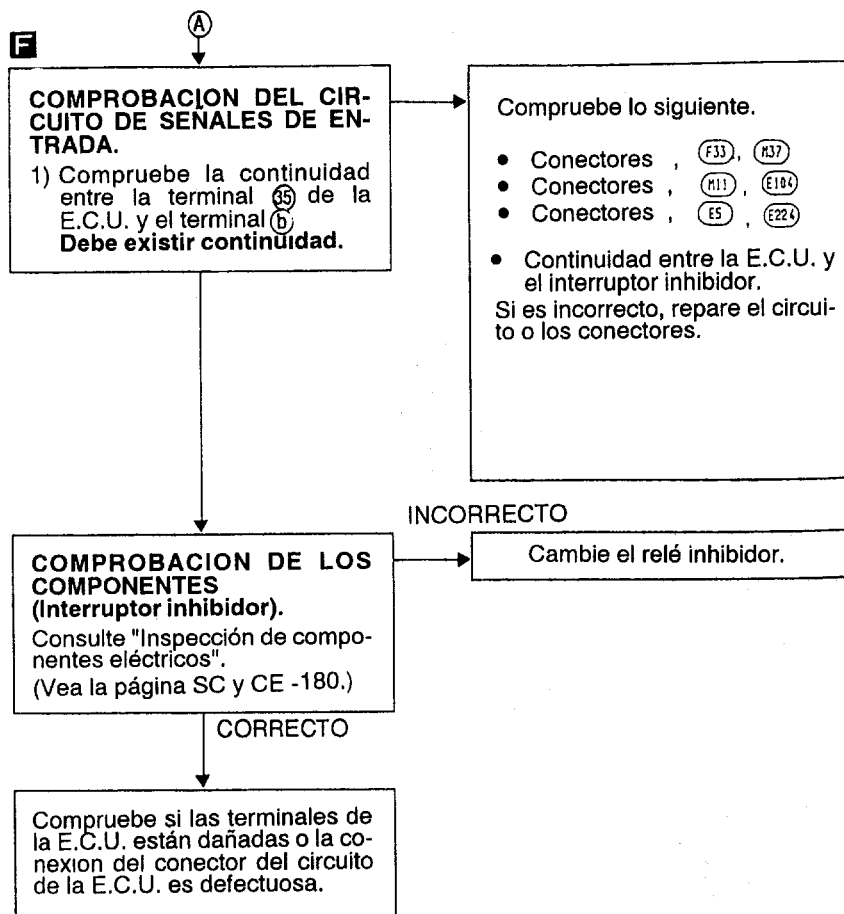 A
F
COMPROBACION DEL CIR-
CUITO DE SEÑALES DE EN-
TRADA.
1) Compruebe la continuidad
entre la terminal 35 de la
E.C.U. y el terminal b
Debe existir continuidad.
Compruebe lo siguiente.
• Conectores , F33, M37
• Conectores , M11, E104
• Conectores , E5 , E224
• Continuidad entre la E.C.U. y
el interruptor inhibidor.
Si es incorrecto, repare el circui-
to o los conectores.
INCORRECTO
COMPROBACION DE LOS
COMPONENTES
(Interruptor inhibidor).
Consulte "Inspección de compo-
nentes eléctricos".
(Vea la página SC y CE -180.)
Cambie el relé inhibidor.
CORRECTO
Compruebe si las terminales de
la E.C.U. están dañadas o la co-
nexion del conector del circuito
de la E.C.U. es defectuosa.